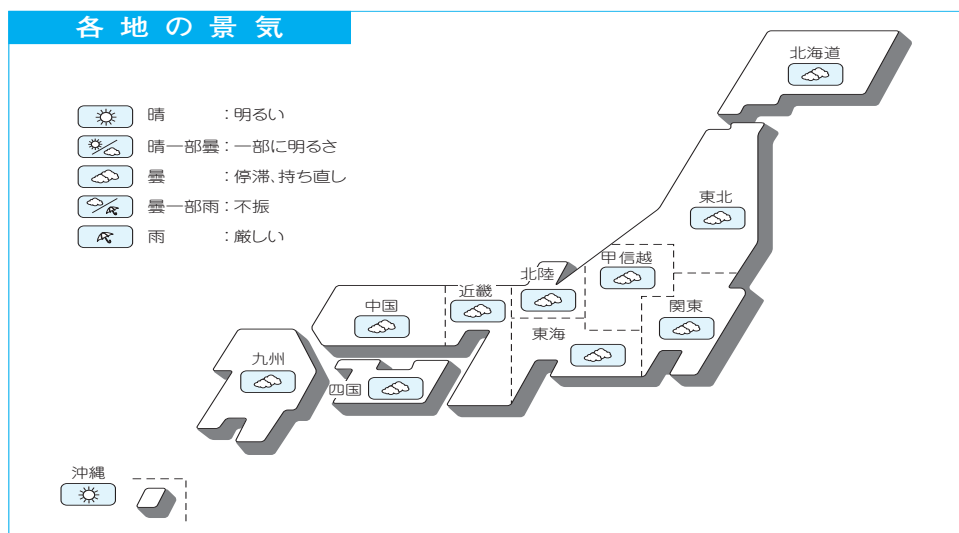 各地の景気
晴 : 明るい
晴一部曇 : 一部に明るさ
曇 : 停滞、持ち直し
曇一部雨 : 不振
雨 : 厳しい
北海道
東北
甲信越
北陸
近畿
中国
関東
東海
九州
四国
沖縄